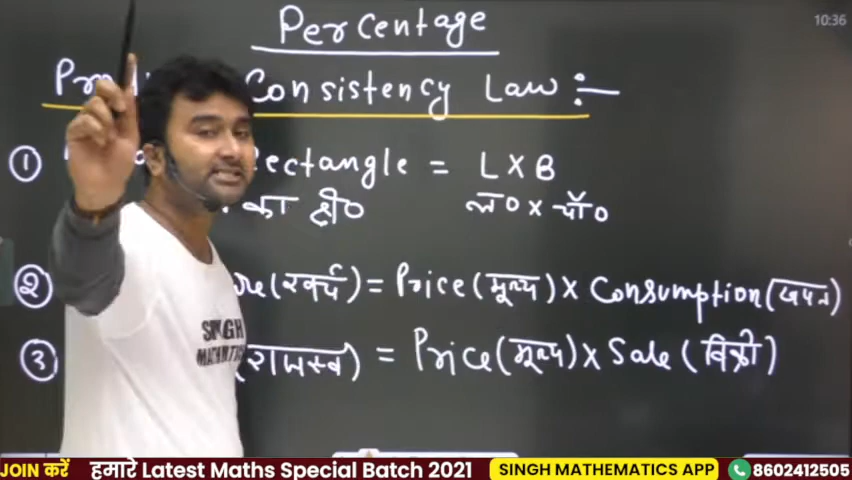 10:36
Percentage
Consistency Law :-
① Rectangle = L X B
का क्षे० ल० X चौ०
② (खर्च) = Price (मूल्य) X Consumption (खपत)
③ (राजस्व) = Price (मूल्य) X Sale (बिक्री)
SINGH
JOIN करें हमारे Latest Maths Special Batch 2021 SINGH MATHEMATICS APP 8602412505